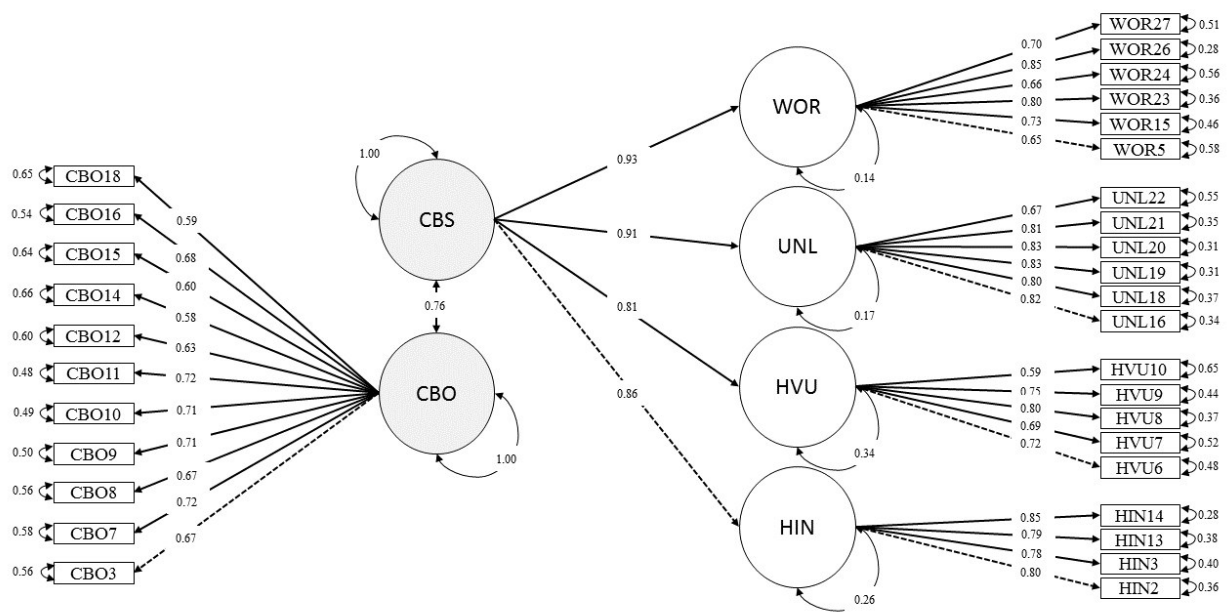 0.65 CBO18 0.59
0.54 CBO16 0.68
0.64 CBO15 0.60
0.66 CBO14 0.58
0.60 CBO12 0.63
0.48 CBO11 0.72
0.49 CBO10 0.71
0.50 CBO9 0.71
0.56 CBO8 0.67
0.58 CBO7 0.72
0.56 CBO3 0.67
1.00
CBS
0.76
CBO
1.00
0.93
0.91
0.81
0.86
WOR
0.14
UNL
0.17
HVU
0.34
HIN
0.26
0.70 WOR27 0.51
0.85 WOR26 0.28
0.66 WOR24 0.56
0.80 WOR23 0.36
0.73 WOR15 0.46
0.65 WOR5 0.58
0.67 UNL22 0.55
0.81 UNL21 0.35
0.83 UNL20 0.31
0.83 UNL19 0.31
0.80 UNL18 0.37
0.82 UNL16 0.34
0.59 HVU10 0.65
0.75 HVU9 0.44
0.80 HVU8 0.37
0.69 HVU7 0.52
0.72 HVU6 0.48
0.85 HIN14 0.28
0.79 HIN13 0.38
0.78 HIN3 0.40
0.80 HIN2 0.36